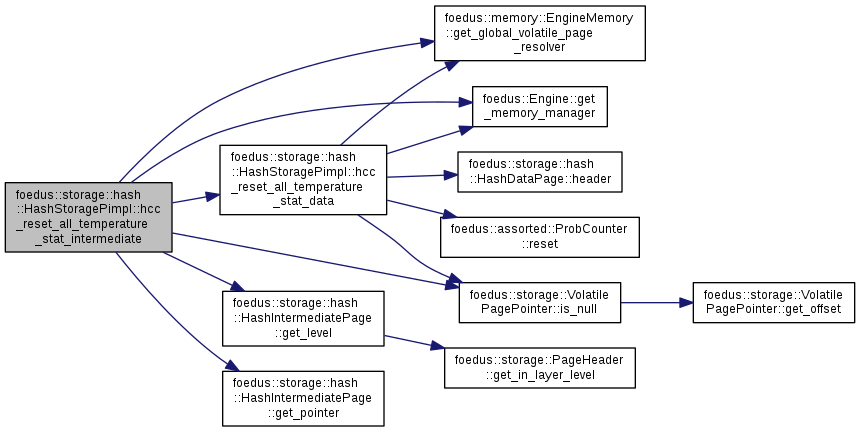 foedus::memory::EngineMemory
::get_global_volatile_page
_resolver
foedus::Engine::get
_memory_manager
foedus::storage::hash
::HashStoragePimpl::hcc
_reset_all_temperature
_stat_data
foedus::storage::hash
::HashDataPage::header
foedus::storage::hash
::HashStoragePimpl::hcc
_reset_all_temperature
_stat_intermediate
foedus::assorted::ProbCounter
::reset
foedus::storage::Volatile
PagePointer::is_null
foedus::storage::Volatile
PagePointer::get_offset
foedus::storage::hash
::HashIntermediatePage
::get_level
foedus::storage::PageHeader
::get_in_layer_level
foedus::storage::hash
::HashIntermediatePage
::get_pointer